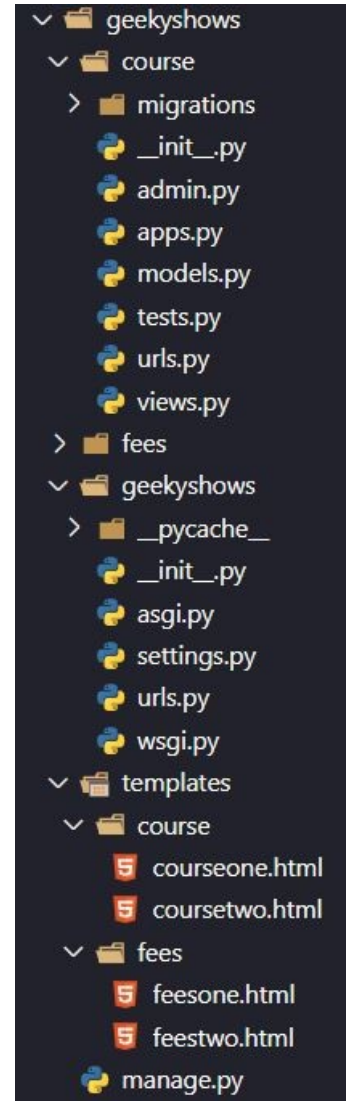 geekyshows
course
migrations
__init__.py
admin.py
apps.py
models.py
tests.py
urls.py
views.py
fees
geekyshows
__pycache__
__init__.py
asgi.py
settings.py
urls.py
wsgi.py
templates
course
courseone.html
coursetwo.html
fees
feesone.html
feestwo.html
manage.py